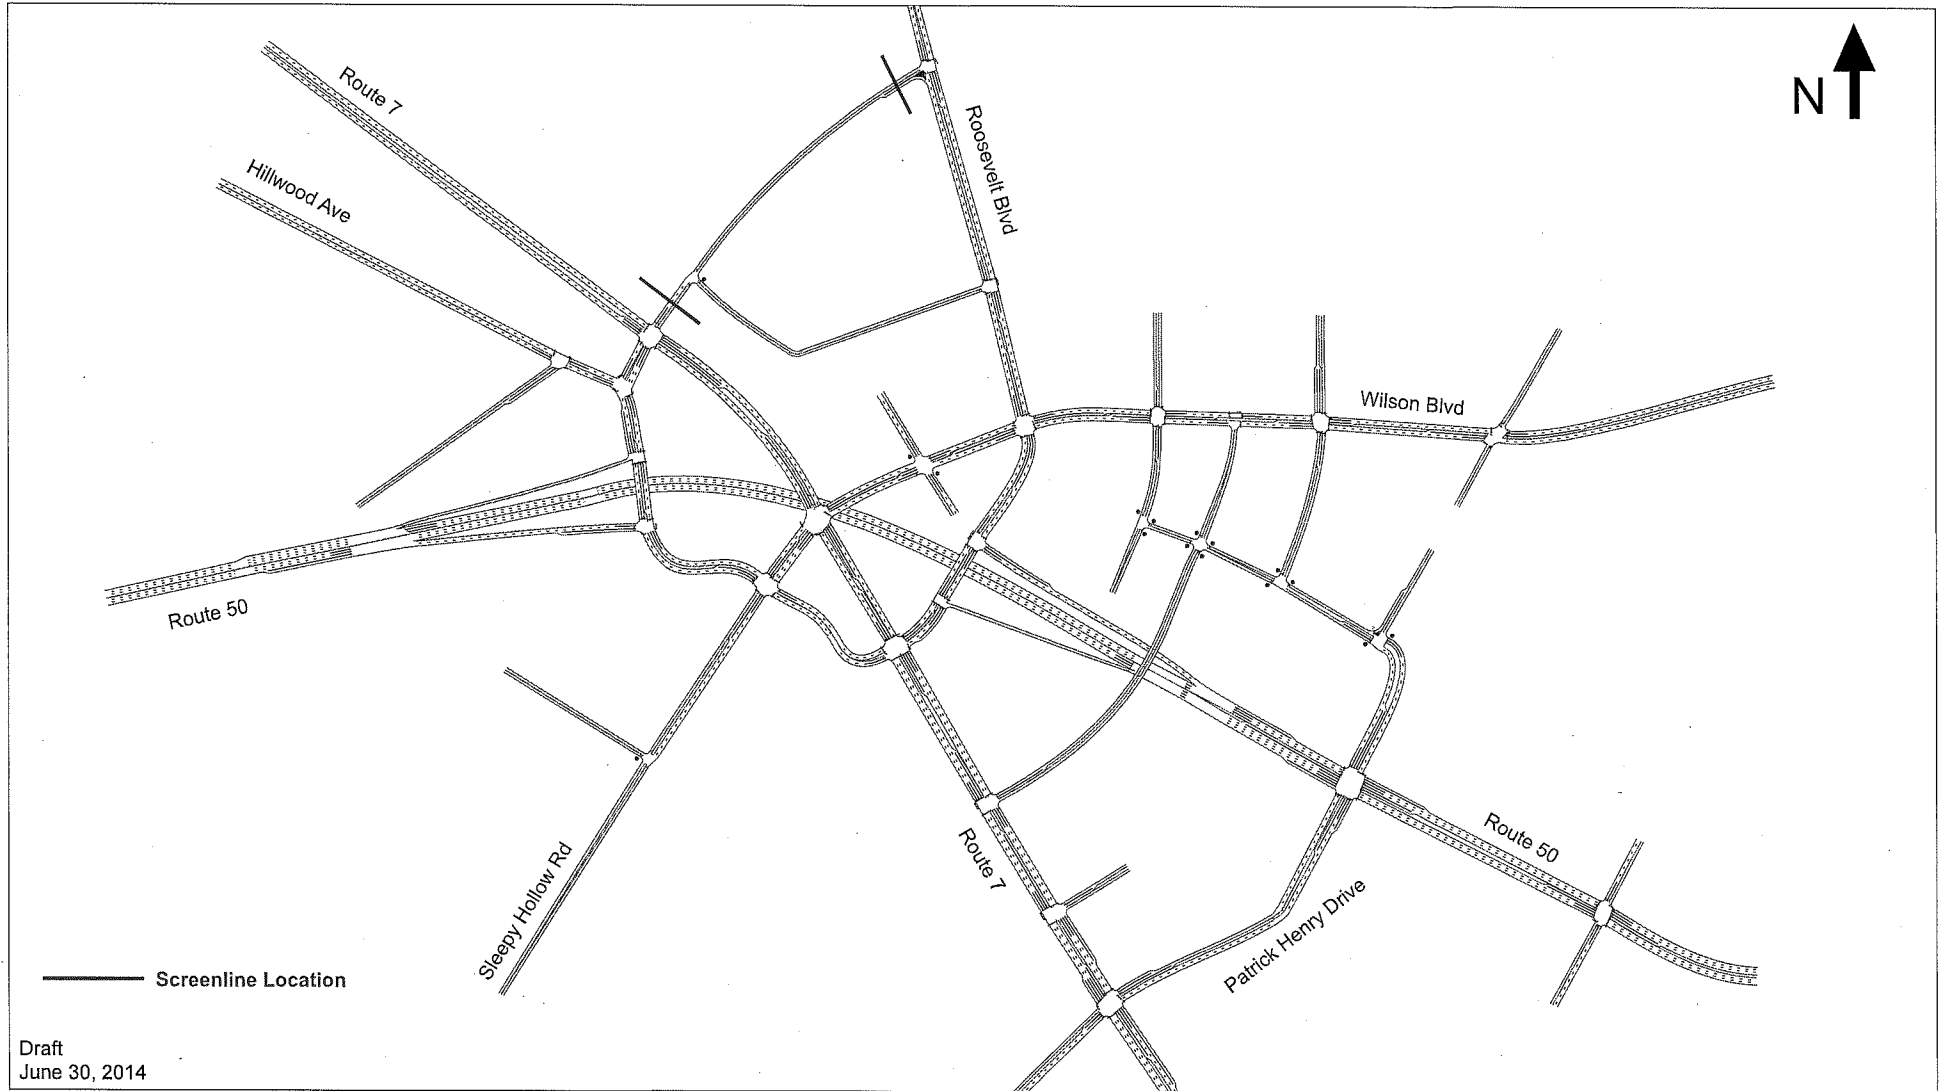 N
Route 7
Roosevelt Blvd
Hillwood Ave
Wilson Blvd
Route 50
Route 50
Route 7
Sleepy Hollow Rd
Patrick Henry Drive
Screenline Location
Draft
June 30, 2014